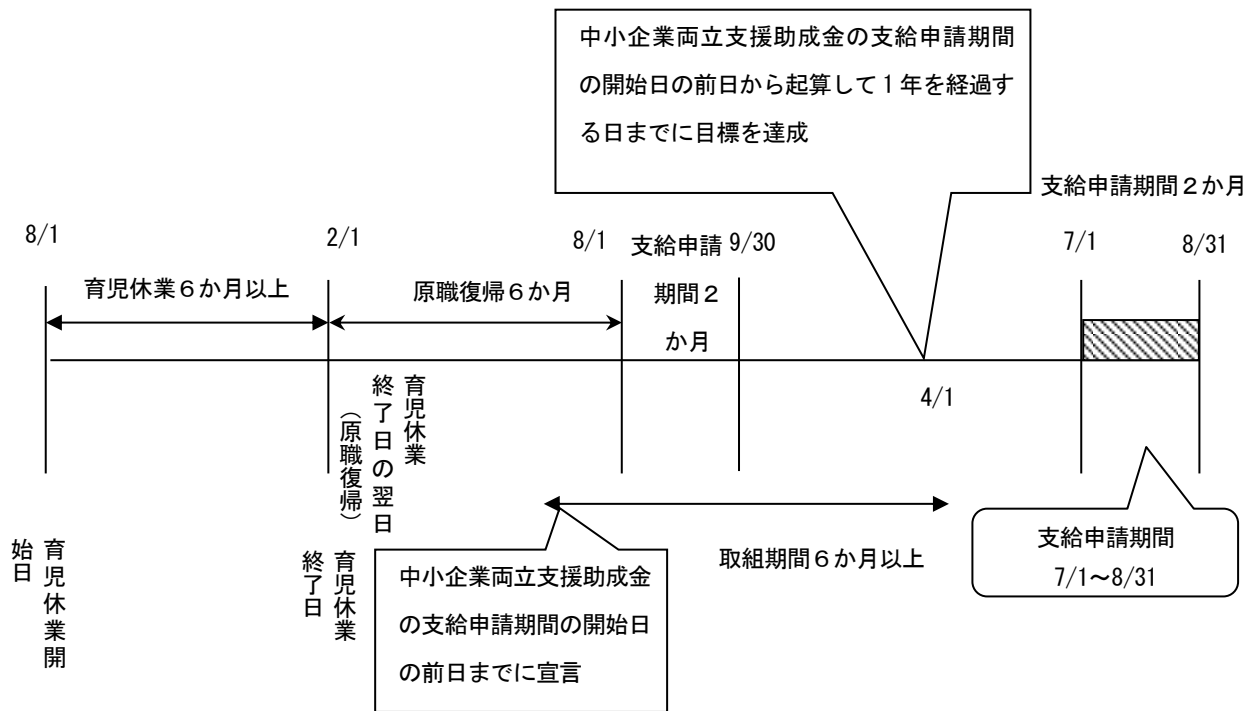 中小企業両立支援助成金の支給申請期間
の開始日の前日から起算して１年を経過す
る日までに目標を達成
支給申請期間２か月
8/1
2/1
8/1
支給申請
期間２
か月
9/30
7/1
8/31
育児休業６か月以上
原職復帰６か月
4/1
育児休業
終了日の翌日
（原職復帰）
育児休業開
始日
育児休業
終了日
中小企業両立支援助成金
の支給申請期間の開始日
の前日までに宣言
取組期間６か月以上
支給申請期間
7/1～8/31